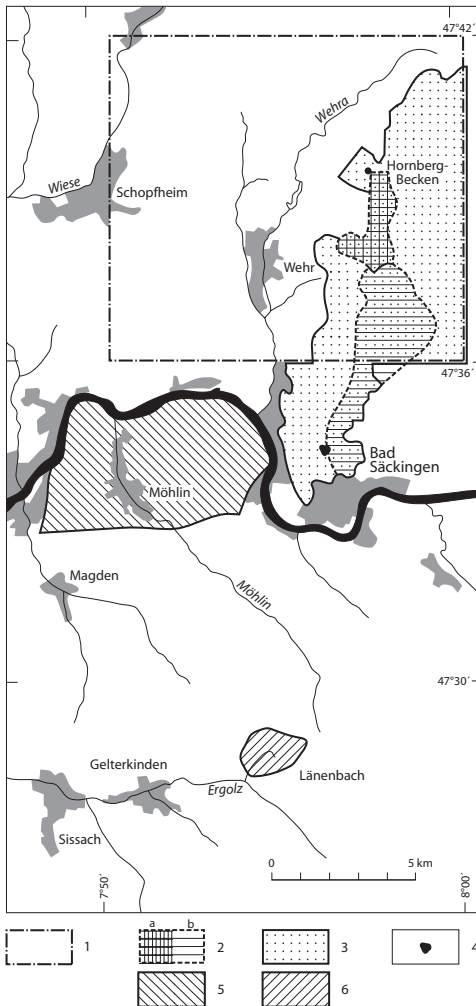 47°42´
Wehra
Hornberg-
Becken
Wiese
Schopfheim
Wehr
47°36´
Bad
Säckingen
Möhlin
Magden
Möhlin
47°30´
Gelterkinden
Länenbach
Ergolz
Sissach
0 5 km
7°50´ 8°00´
a b
1 2 3 4
5 6